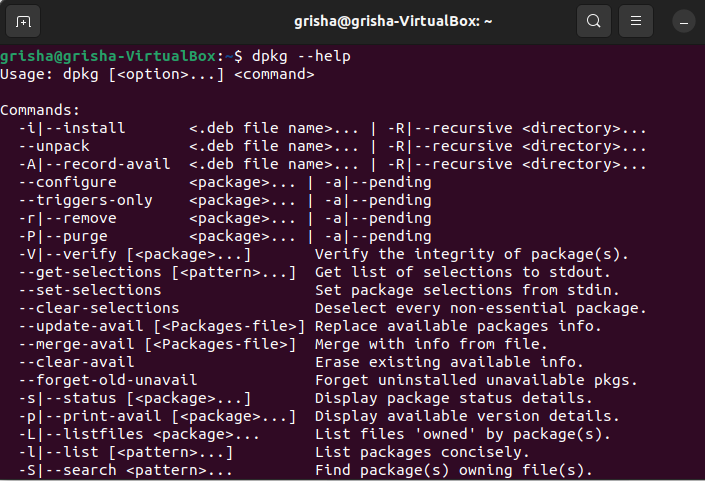 grisha@grisha-VirtualBox: ~
grisha@grisha-VirtualBox:~$ dpkg --help
Usage: dpkg [<option>...] <command>

Commands:
  -i|--install       <.deb file name>... | -R|--recursive <directory>...
  --unpack           <.deb file name>... | -R|--recursive <directory>...
  -A|--record-avail  <.deb file name>... | -R|--recursive <directory>...
  --configure        <package>... | -a|--pending
  --triggers-only    <package>... | -a|--pending
  -r|--remove        <package>... | -a|--pending
  -P|--purge         <package>... | -a|--pending
  -V|--verify [<package>...]       Verify the integrity of package(s).
  --get-selections [<pattern>...]  Get list of selections to stdout.
  --set-selections                 Set package selections from stdin.
  --clear-selections               Deselect every non-essential package.
  --update-avail [<Packages-file>] Replace available packages info.
  --merge-avail [<Packages-file>]  Merge with info from file.
  --clear-avail                    Erase existing available info.
  --forget-old-unavail             Forget uninstalled unavailable pkgs.
  -s|--status [<package>...]       Display package status details.
  -p|--print-avail [<package>...]  Display available version details.
  -L|--listfiles <package>...      List files 'owned' by package(s).
  -l|--list [<pattern>...]         List packages concisely.
  -S|--search <pattern>...         Find package(s) owning file(s).